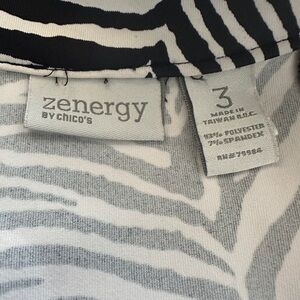 zenergy
BY CHICO'S
3
MADE IN
TAIWAN R.O.C.
93% POLYESTER
7% SPANDEX
RN#79984